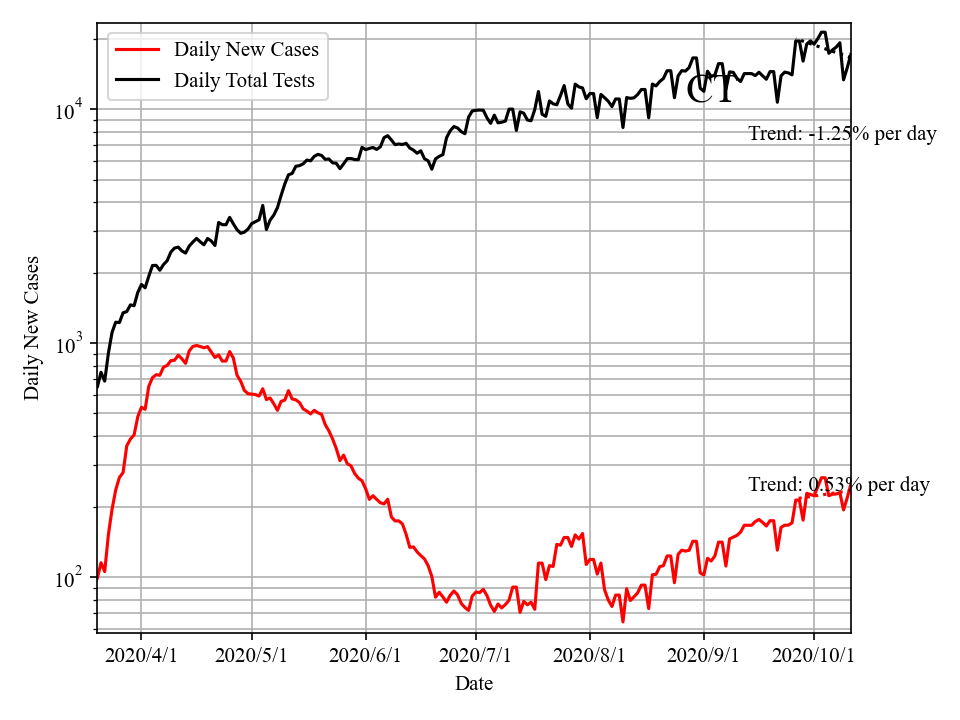 Daily New Cases
Daily Total Tests
CT
10^4
Trend: -1.25% per day
10^3
Daily New Cases
Trend: 0.53% per day
10^2
2020/4/1 2020/5/1 2020/6/1 2020/7/1 2020/8/1 2020/9/1 2020/10/1
Date